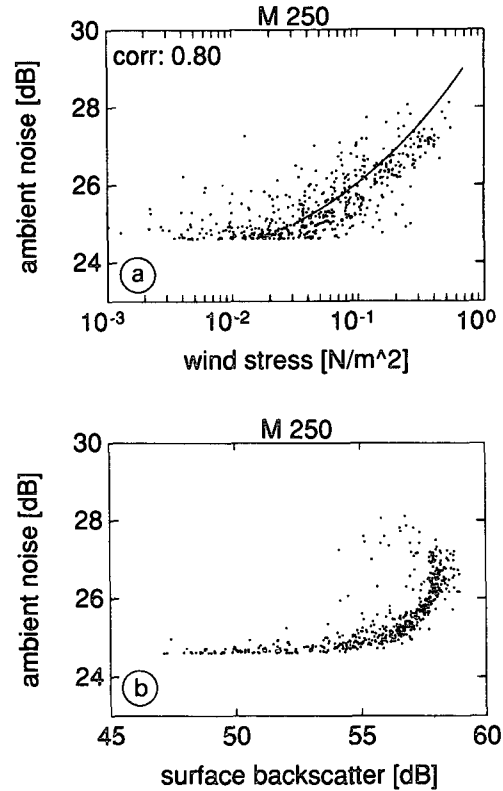 M 250
corr: 0.80
ambient noise [dB]
30
28
26
24
a
10-3
10-2
10-1
100
wind stress [N/m^2]
M 250
ambient noise [dB]
30
28
26
24
b
45
50
55
60
surface backscatter [dB]